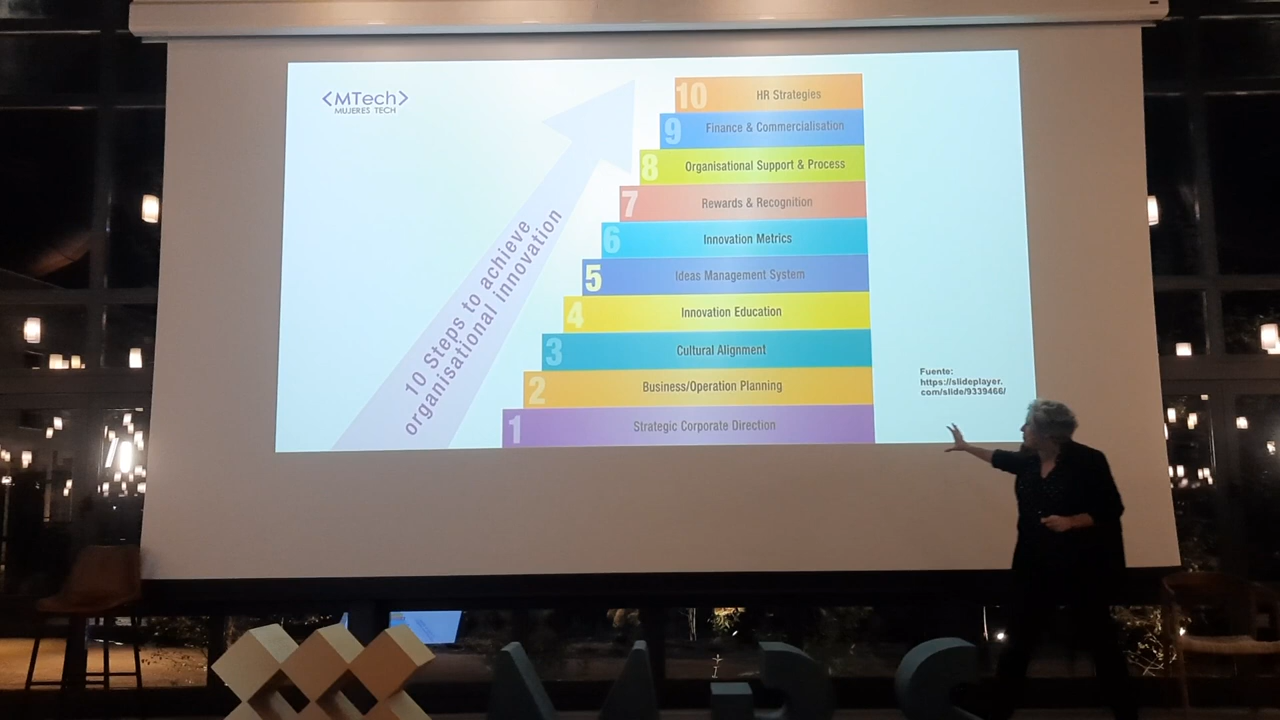 <MTech>
MUJERES TECH
10 Steps to achieve
organisational innovation
10 HR Strategies
9 Finance & Commercialisation
8 Organisational Support & Process
7 Rewards & Recognition
6 Innovation Metrics
5 Ideas Management System
4 Innovation Education
3 Cultural Alignment
2 Business/Operation Planning
1 Strategic Corporate Direction
Fuente:
https://slideplayer.
com/slide/9339466/